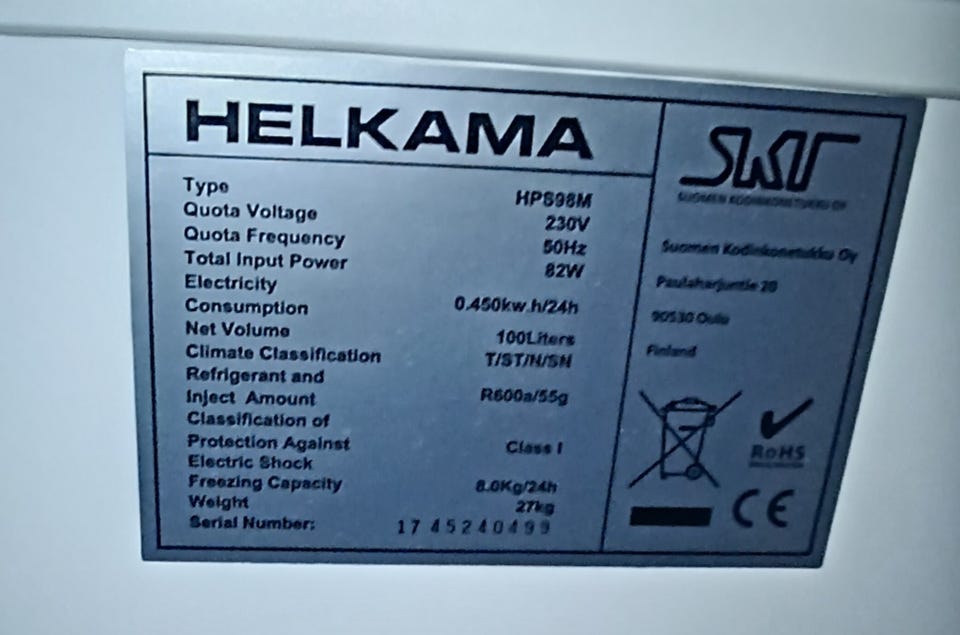 HELKAMA
Type HPS98M
Quota Voltage 230V
Quota Frequency 50Hz
Total Input Power 82W
Electricity
Consumption 0.450kw.h/24h
Net Volume 100Liters
Climate Classification T/ST/N/SN
Refrigerant and
Inject Amount R600a/55g
Classification of
Protection Against Class I
Electric Shock
Freezing Capacity 8.0Kg/24h
Weight 27kg
Serial Number: 1745240499
SKT
SUOMEN KODINKONETUKKU OY
Suomen Kodinkonetukku Oy
Paulaharjuntie 20
90530 Oulu
Finland
RoHS
CE